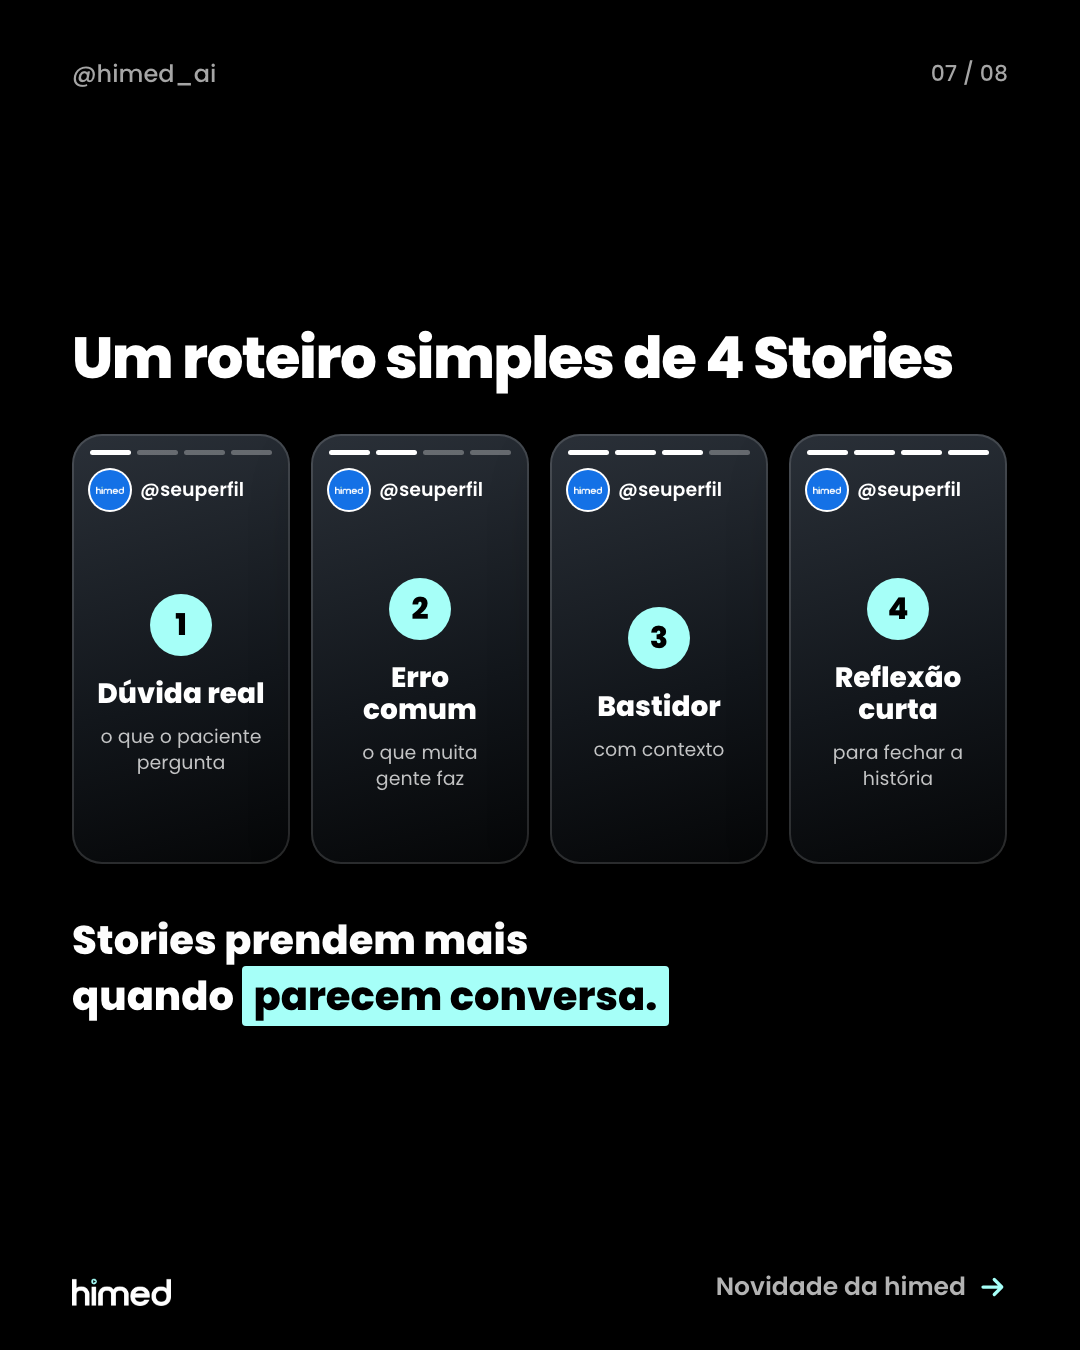 @himed_ai
07 / 08
Um roteiro simples de 4 Stories
himed @seuperfil
1
Dúvida real
o que o paciente
pergunta
himed @seuperfil
2
Erro
comum
o que muita
gente faz
himed @seuperfil
3
Bastidor
com contexto
himed @seuperfil
4
Reflexão
curta
para fechar a
história
Stories prendem mais
quando parecem conversa.
himed
Novidade da himed →